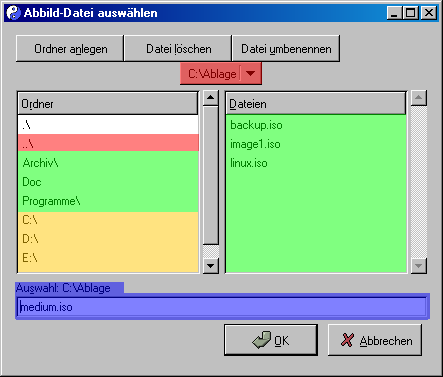 Abbild-Datei auswählen
Ordner anlegen
Datei löschen
Datei umbenennen
C:\Ablage
Ordner
.\
..\
Archiv\
Doc
Programme\
C:\
D:\
E:\
Dateien
backup.iso
image1.iso
linux.iso
Auswahl: C:\Ablage
medium.iso
OK
Abbrechen